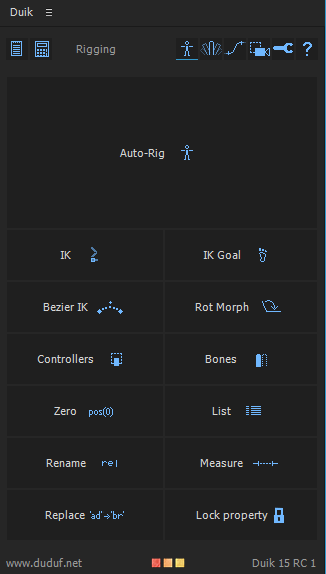 Duik
Rigging
Auto-Rig
IK
IK Goal
Bezier IK
Rot Morph
Controllers
Bones
Zero pos(0)
List
Rename rel
Measure
Replace 'ad'→'br'
Lock property
www.duduf.net
Duik 15 RC 1